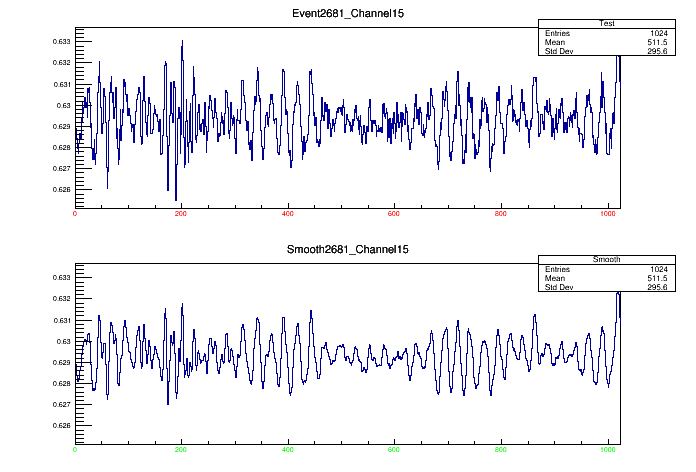 Event2681_Channel15
Test
Entries 1024
Mean 511.5
Std Dev 295.6
0.633
0.632
0.631
0.63
0.629
0.628
0.627
0.626
0 200 400 600 800 1000
Smooth2681_Channel15
Smooth
Entries 1024
Mean 511.5
Std Dev 295.6
0.633
0.632
0.631
0.63
0.629
0.628
0.627
0.626
0 200 400 600 800 1000